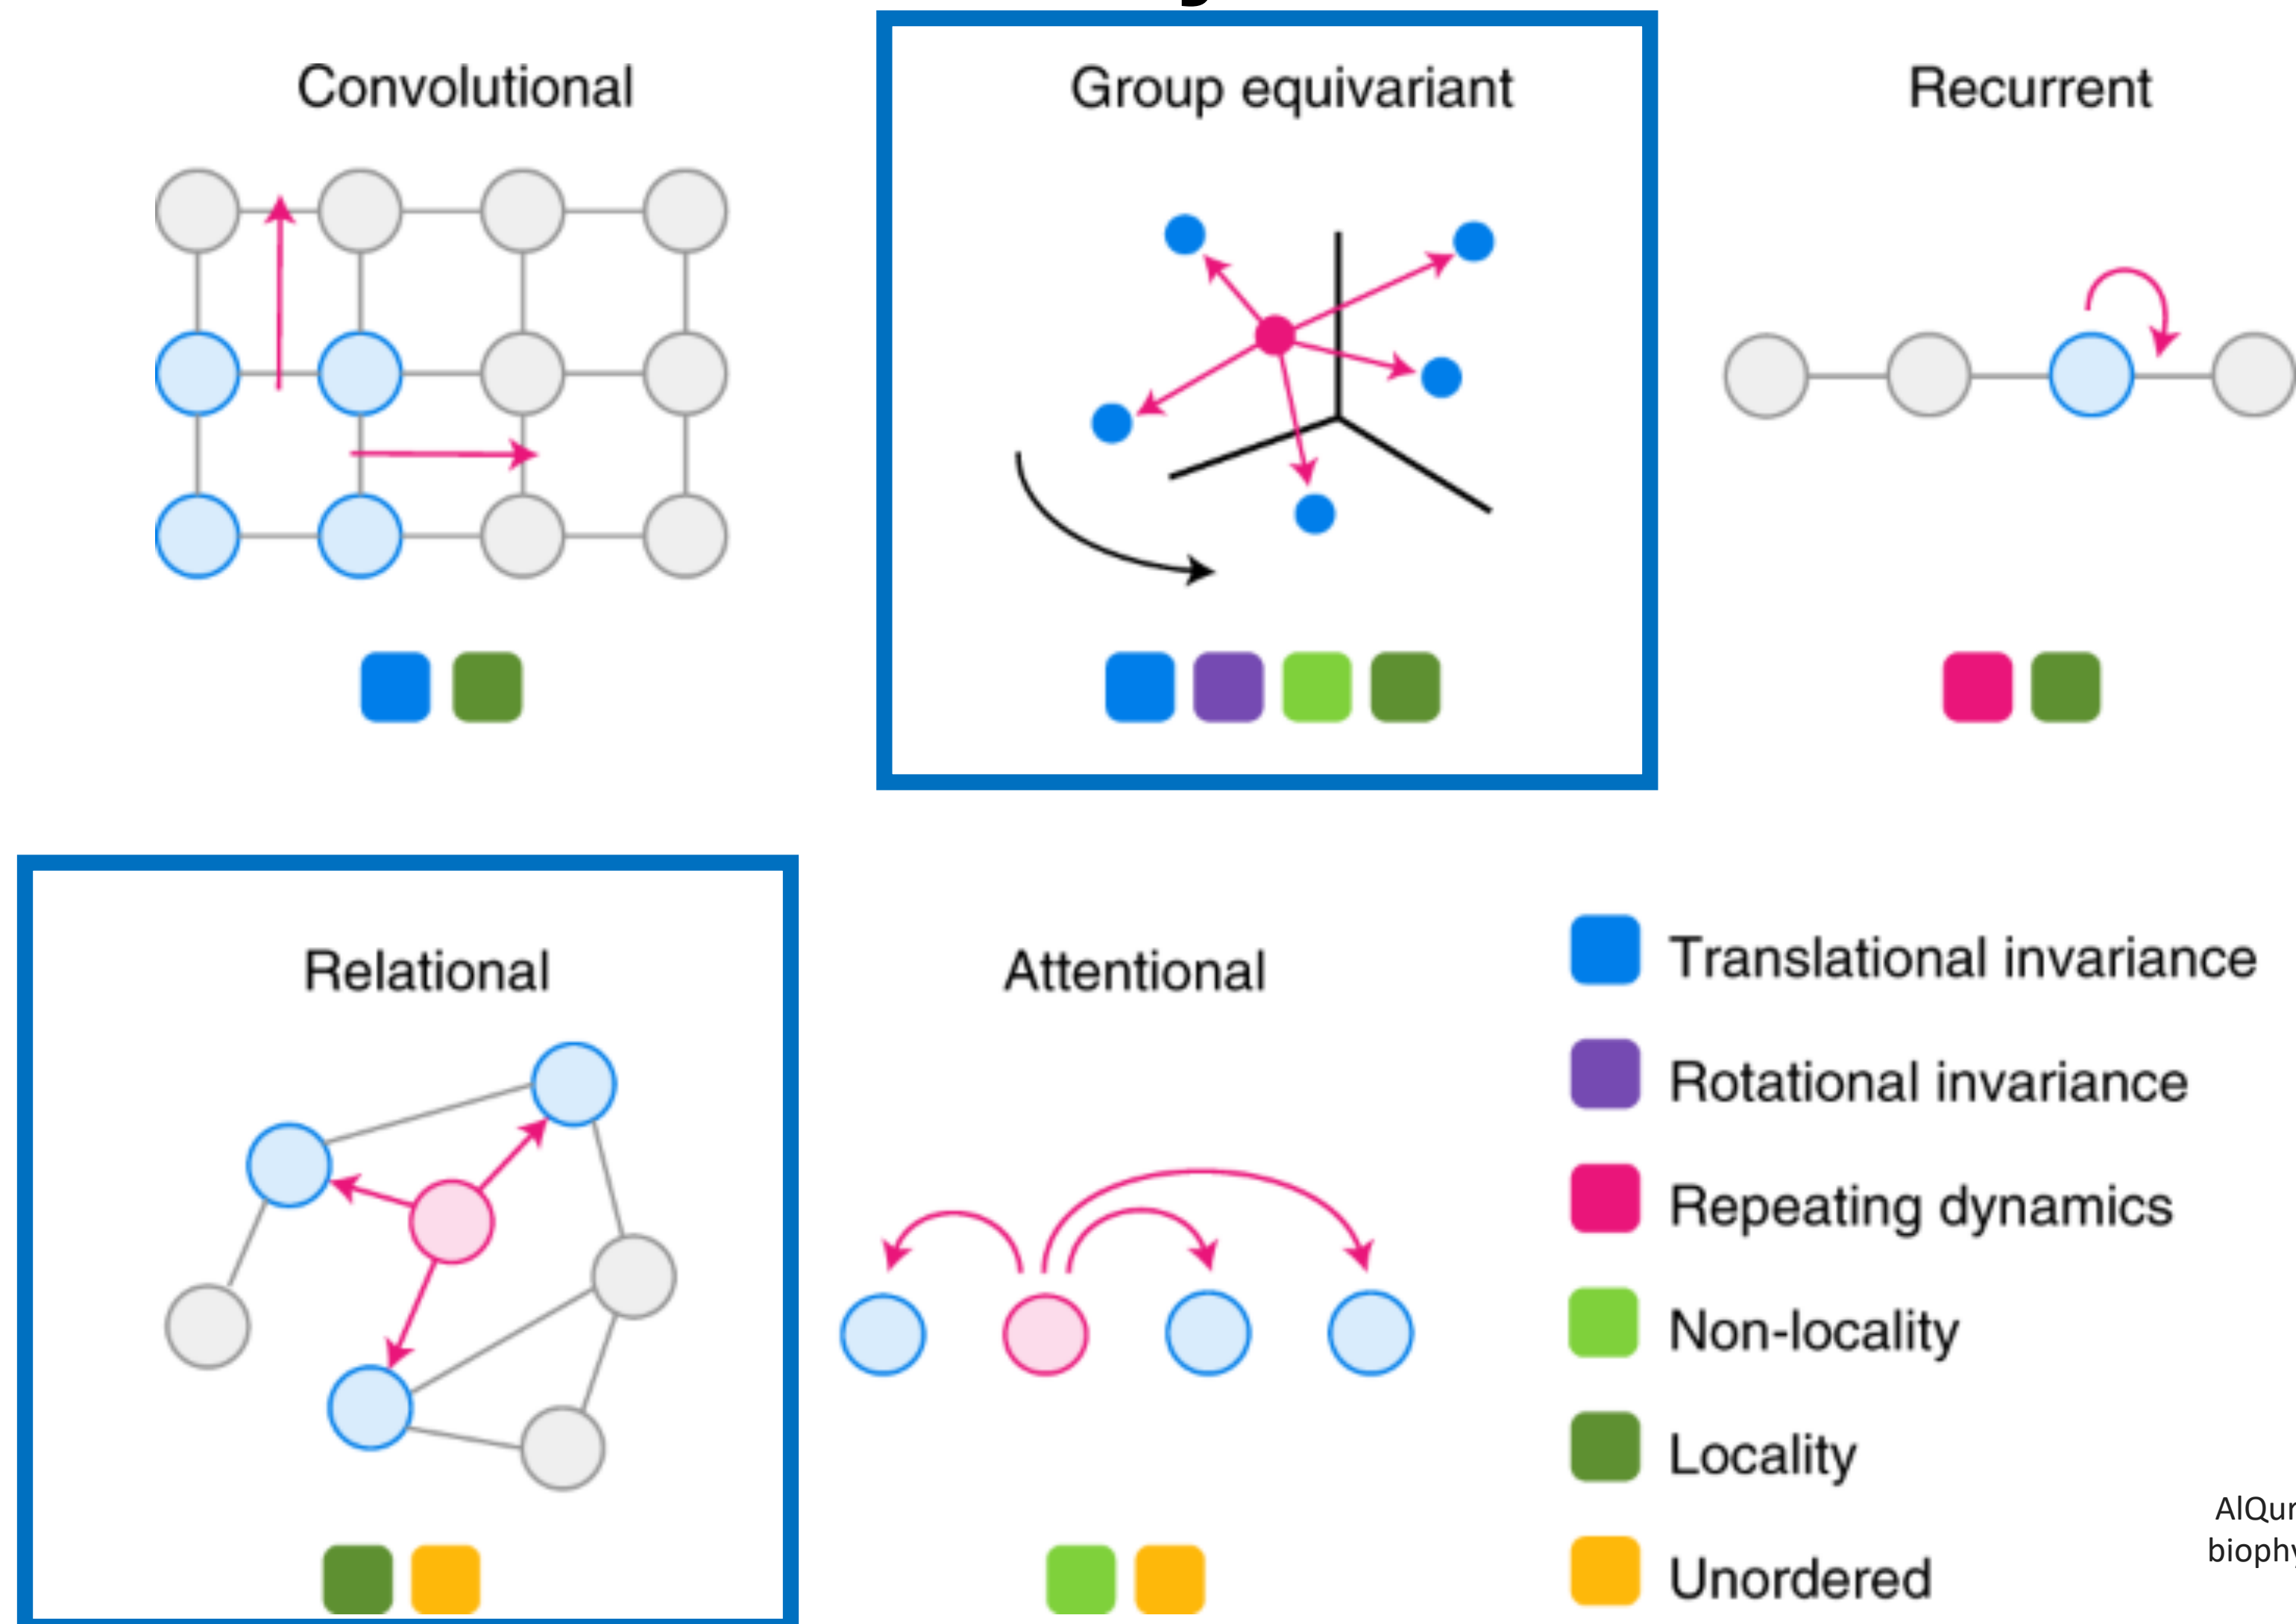 Convolutional
Group equivariant
Recurrent
Relational
Attentional
Translational invariance
Rotational invariance
Repeating dynamics
Non-locality
Locality
Unordered